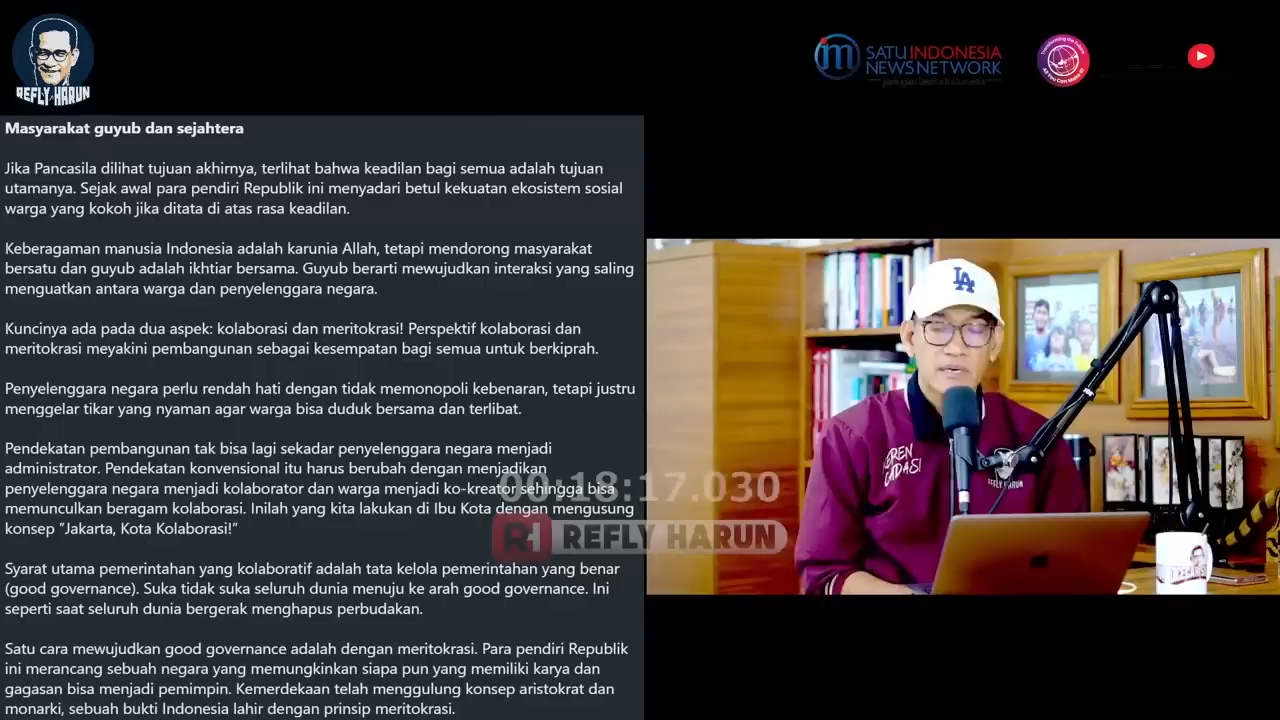 REFLY HARUN
SATU INDONESIA
NEWS NETWORK
Masyarakat guyub dan sejahtera
Jika Pancasila dilihat tujuan akhirnya, terlihat bahwa keadilan bagi semua adalah tujuan
utamanya. Sejak awal para pendiri Republik ini menyadari betul kekuatan ekosistem sosial
warga yang kokoh jika ditata di atas rasa keadilan.
Keberagaman manusia Indonesia adalah karunia Allah, tetapi mendorong masyarakat
bersatu dan guyub adalah ikhtiar bersama. Guyub berarti mewujudkan interaksi yang saling
menguatkan antara warga dan penyelenggara negara.
Kuncinya ada pada dua aspek: kolaborasi dan meritokrasi! Perspektif kolaborasi dan
meritokrasi meyakini pembangunan sebagai kesempatan bagi semua untuk berkiprah.
Penyelenggara negara perlu rendah hati dengan tidak memonopoli kebenaran, tetapi justru
menggelar tikar yang nyaman agar warga bisa duduk bersama dan terlibat.
Pendekatan pembangunan tak bisa lagi sekadar penyelenggara negara menjadi
administrator. Pendekatan konvensional itu harus berubah dengan menjadikan
penyelenggara negara menjadi kolaborator dan warga menjadi ko-kreator sehingga bisa
memunculkan beragam kolaborasi. Inilah yang kita lakukan di Ibu Kota dengan mengusung
konsep ”Jakarta, Kota Kolaborasi!”
Syarat utama pemerintahan yang kolaboratif adalah tata kelola pemerintahan yang benar
(good governance). Suka tidak suka seluruh dunia menuju ke arah good governance. Ini
seperti saat seluruh dunia bergerak menghapus perbudakan.
Satu cara mewujudkan good governance adalah dengan meritokrasi. Para pendiri Republik
ini merancang sebuah negara yang memungkinkan siapa pun yang memiliki karya dan
gagasan bisa menjadi pemimpin. Kemerdekaan telah menggulung konsep aristokrat dan
monarki, sebuah bukti Indonesia lahir dengan prinsip meritokrasi.
00:18:17.030
RH REFLY HARUN
LA
REFLY HARUN